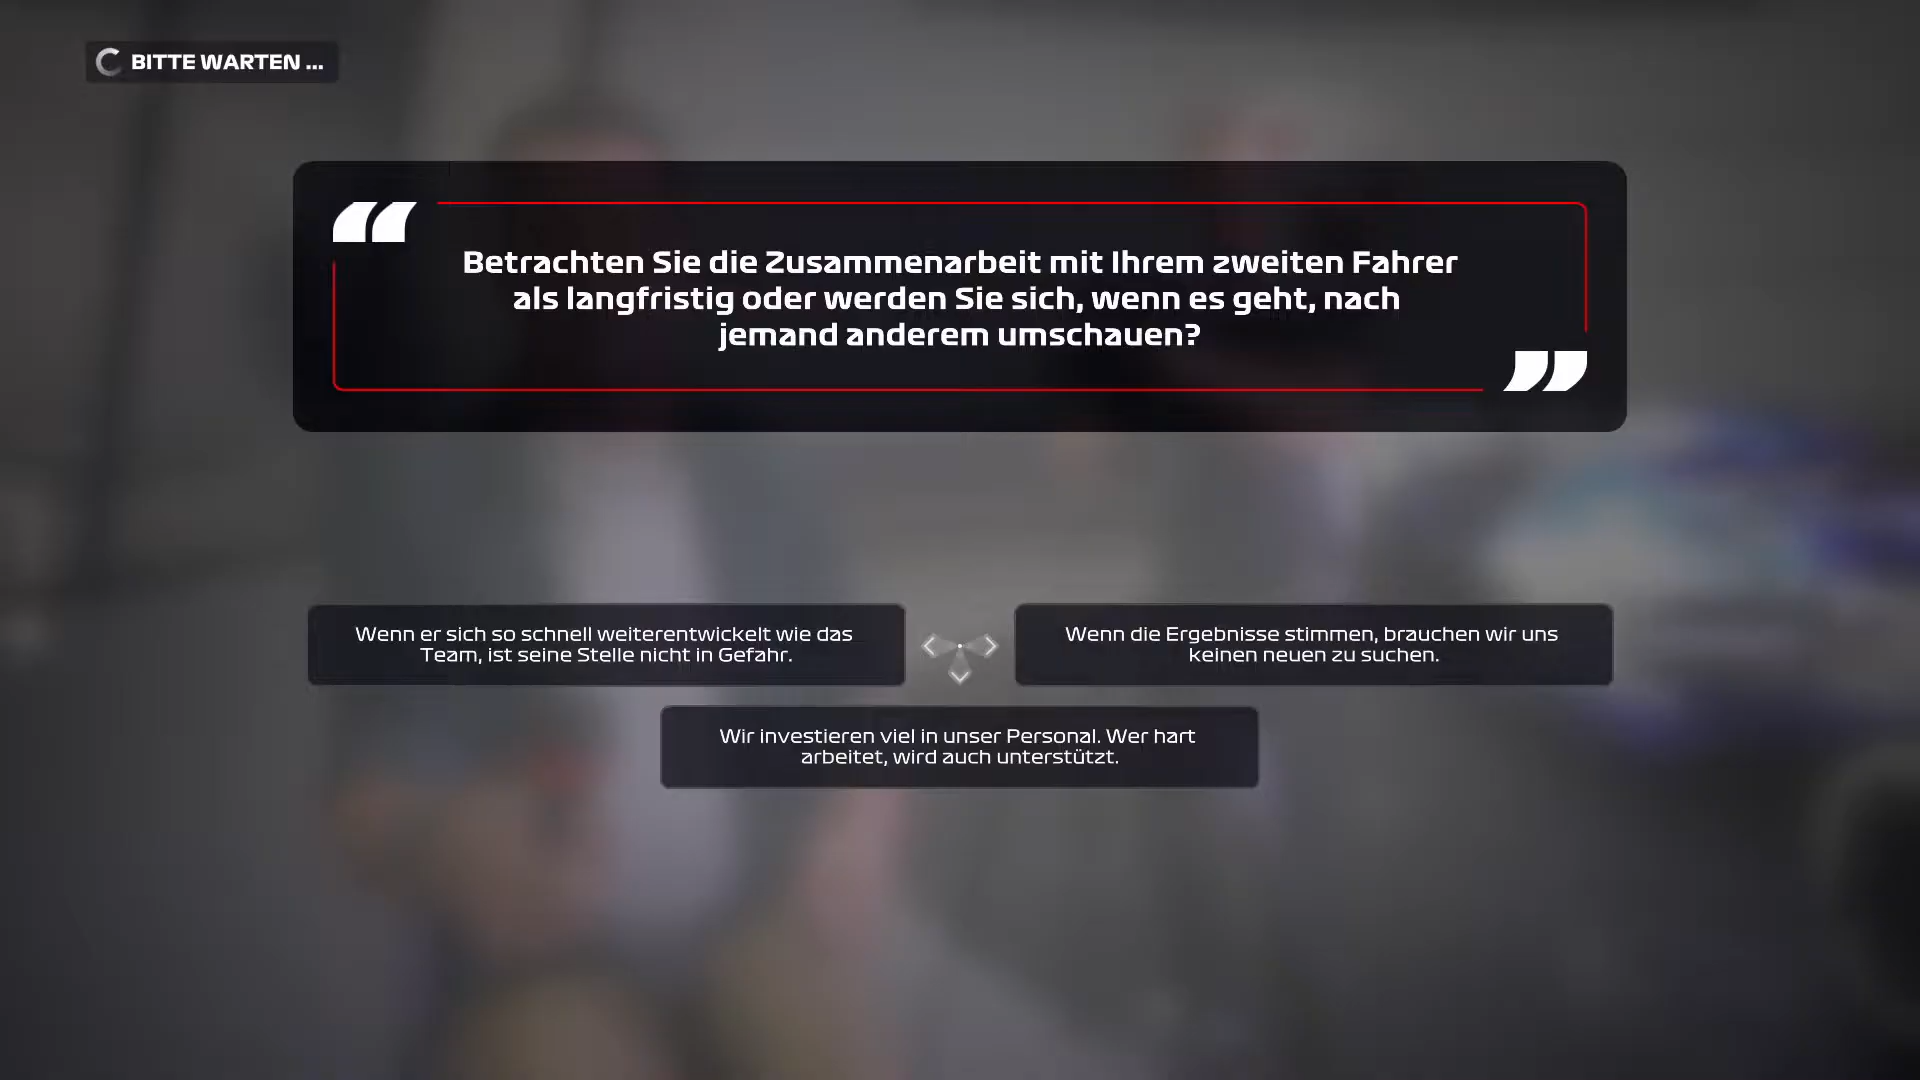 BITTE WARTEN ...
Betrachten Sie die Zusammenarbeit mit Ihrem zweiten Fahrer
als langfristig oder werden Sie sich, wenn es geht, nach
jemand anderem umschauen?
Wenn er sich so schnell weiterentwickelt wie das
Team, ist seine Stelle nicht in Gefahr.
Wenn die Ergebnisse stimmen, brauchen wir uns
keinen neuen zu suchen.
Wir investieren viel in unser Personal. Wer hart
arbeitet, wird auch unterstützt.